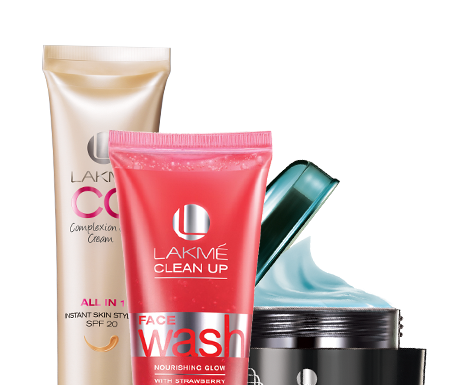 LAKM
CC
Complexion
Cream
ALL IN 1
INSTANT SKIN STYL
SPF 20
LAKMÉ
CLEAN UP
FACE
wash
NOURISHING GLOW
WITH STRAWBERRY